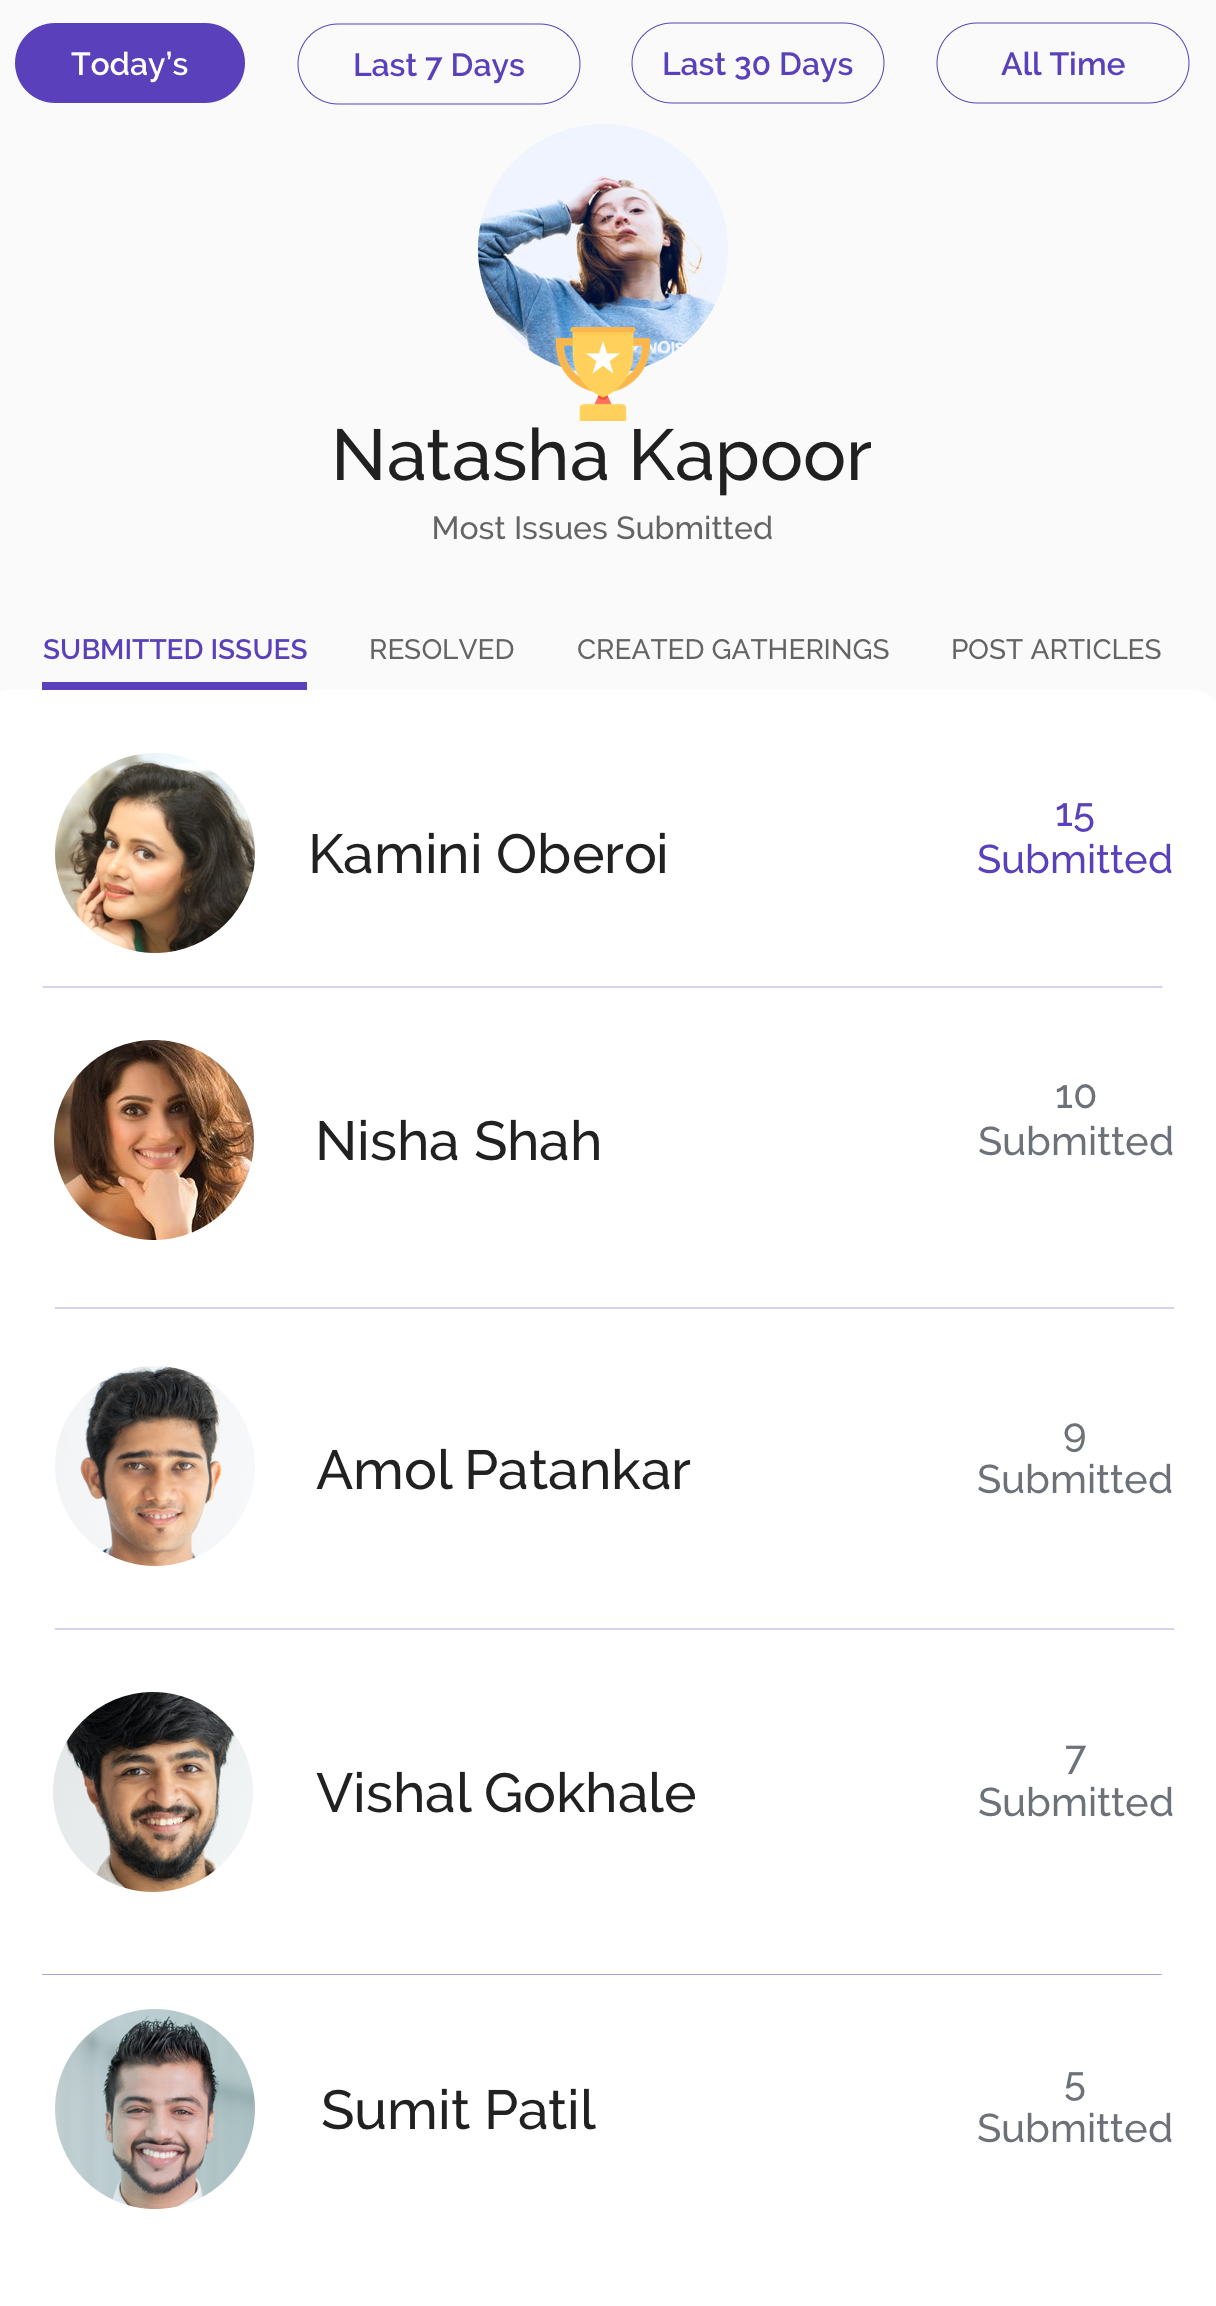 Today's
Last 7 Days
Last 30 Days
All Time
Natasha Kapoor
Most Issues Submitted
SUBMITTED ISSUES
RESOLVED
CREATED GATHERINGS
POST ARTICLES
Kamini Oberoi
15
Submitted
Nisha Shah
10
Submitted
Amol Patankar
9
Submitted
Vishal Gokhale
7
Submitted
Sumit Patil
5
Submitted